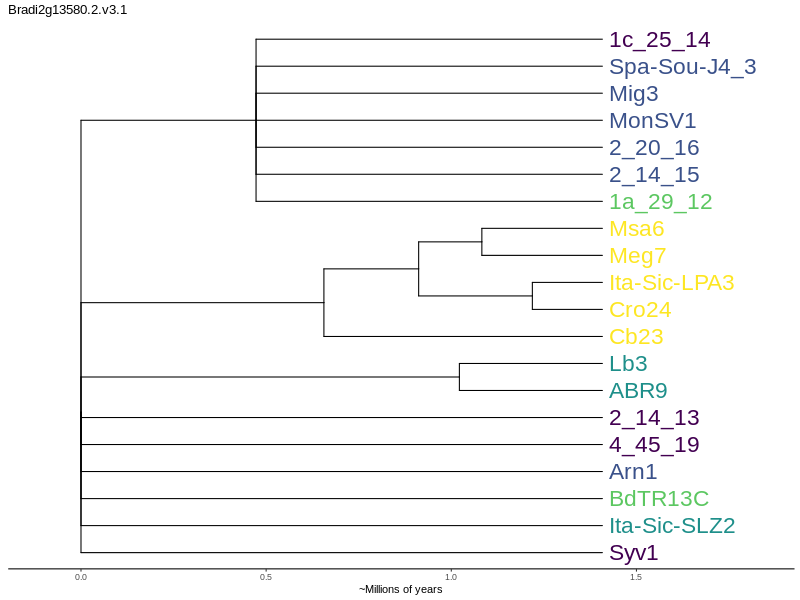 Bradi2g13580.2.v3.1
1c_25_14
Spa-Sou-J4_3
Mig3
MonSV1
2_20_16
2_14_15
1a_29_12
Msa6
Meg7
Ita-Sic-LPA3
Cro24
Cb23
Lb3
ABR9
2_14_13
4_45_19
Arn1
BdTR13C
Ita-Sic-SLZ2
Syv1
0.0 0.5 1.0 1.5
~Millions of years